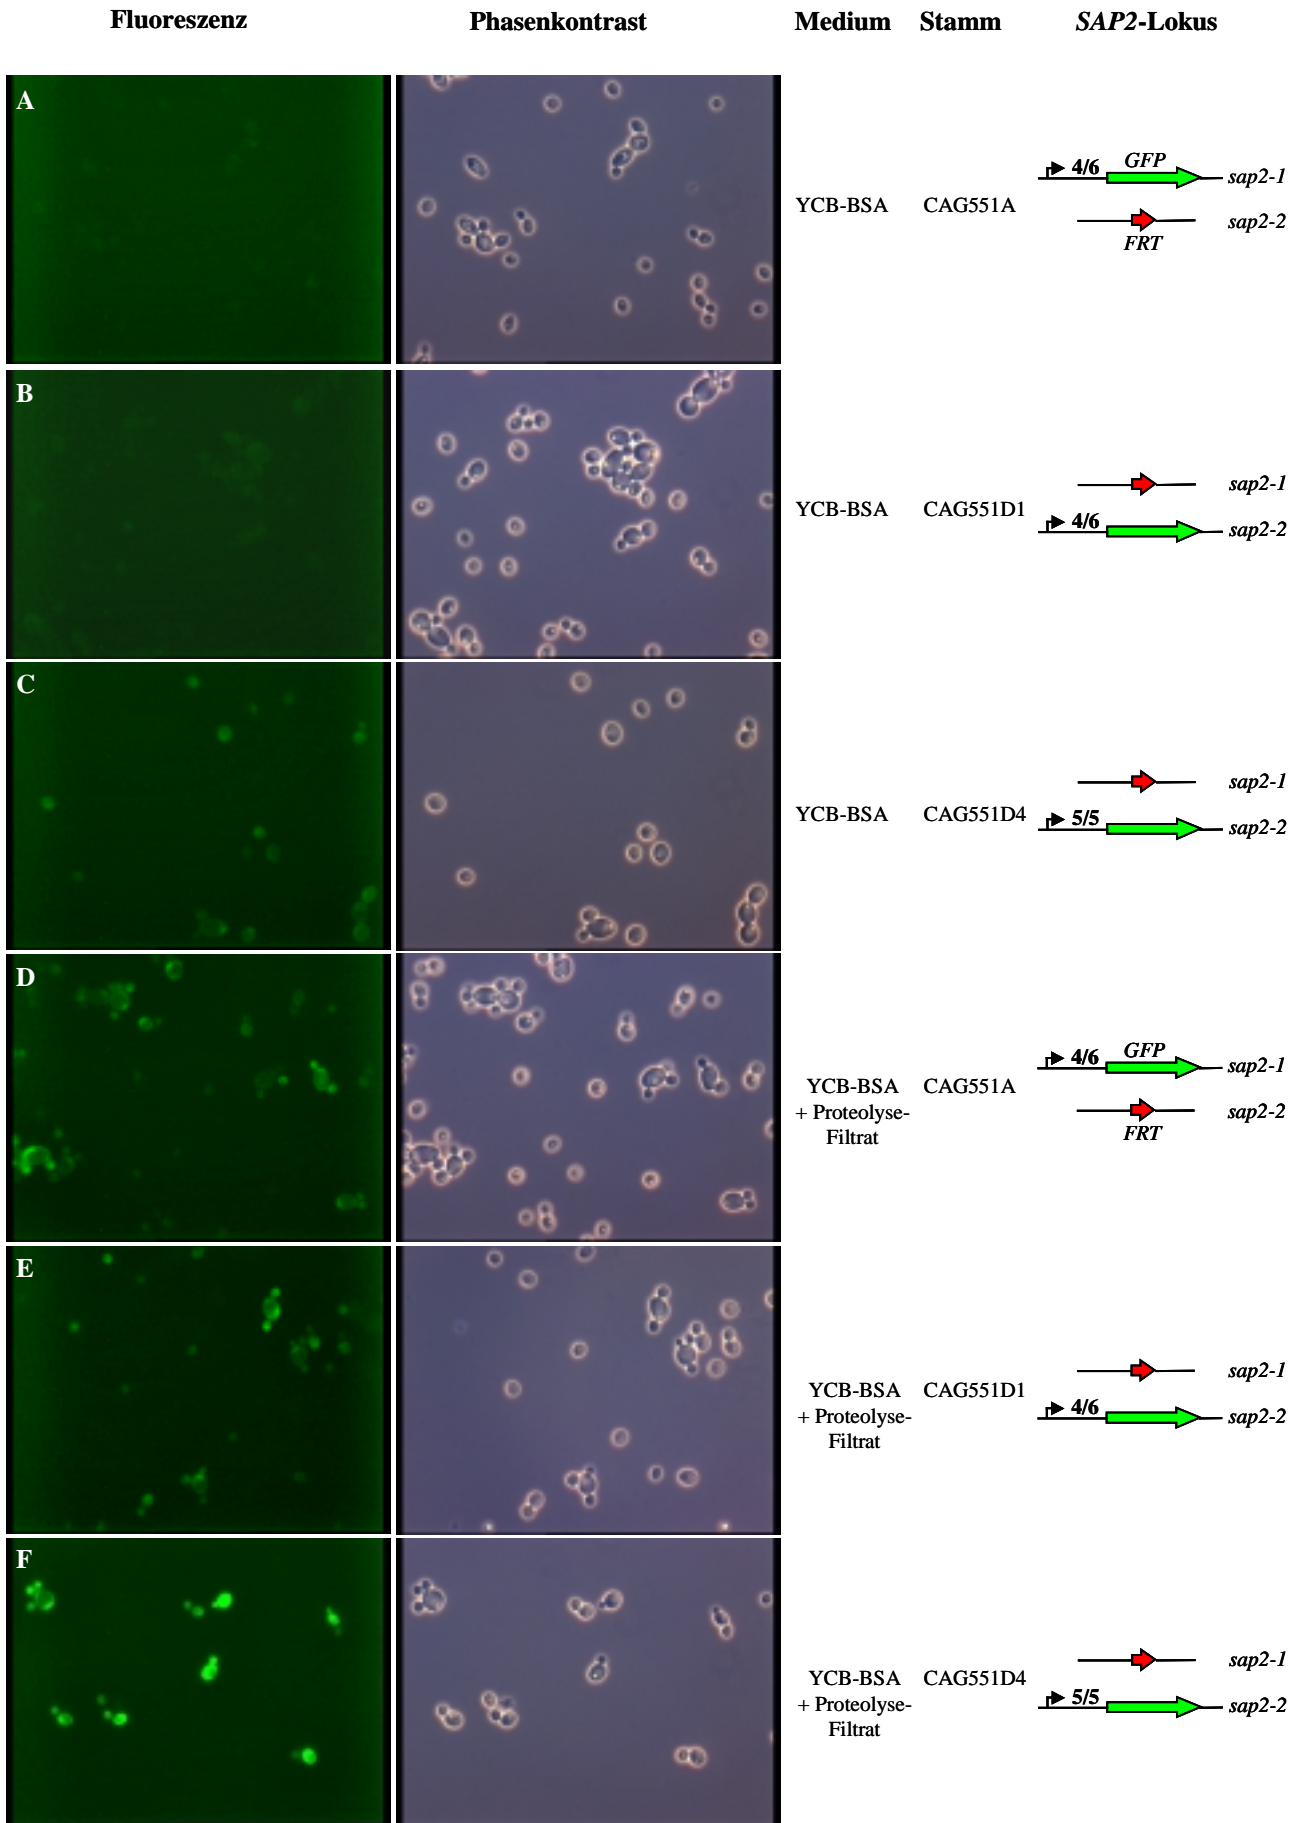 Fluoreszenz Phasenkontrast Medium Stamm SAP2-Lokus
A
4/6 GFP
sap2-1
YCB-BSA CAG551A
sap2-2
FRT
B
sap2-1
YCB-BSA CAG551D1
4/6
sap2-2
C
sap2-1
YCB-BSA CAG551D4
5/5
sap2-2
D
4/6 GFP
sap2-1
YCB-BSA CAG551A
+ Proteolyse-
Filtrat
sap2-2
FRT
E
sap2-1
YCB-BSA CAG551D1
+ Proteolyse-
Filtrat
4/6
sap2-2
F
sap2-1
YCB-BSA CAG551D4
+ Proteolyse-
Filtrat
5/5
sap2-2